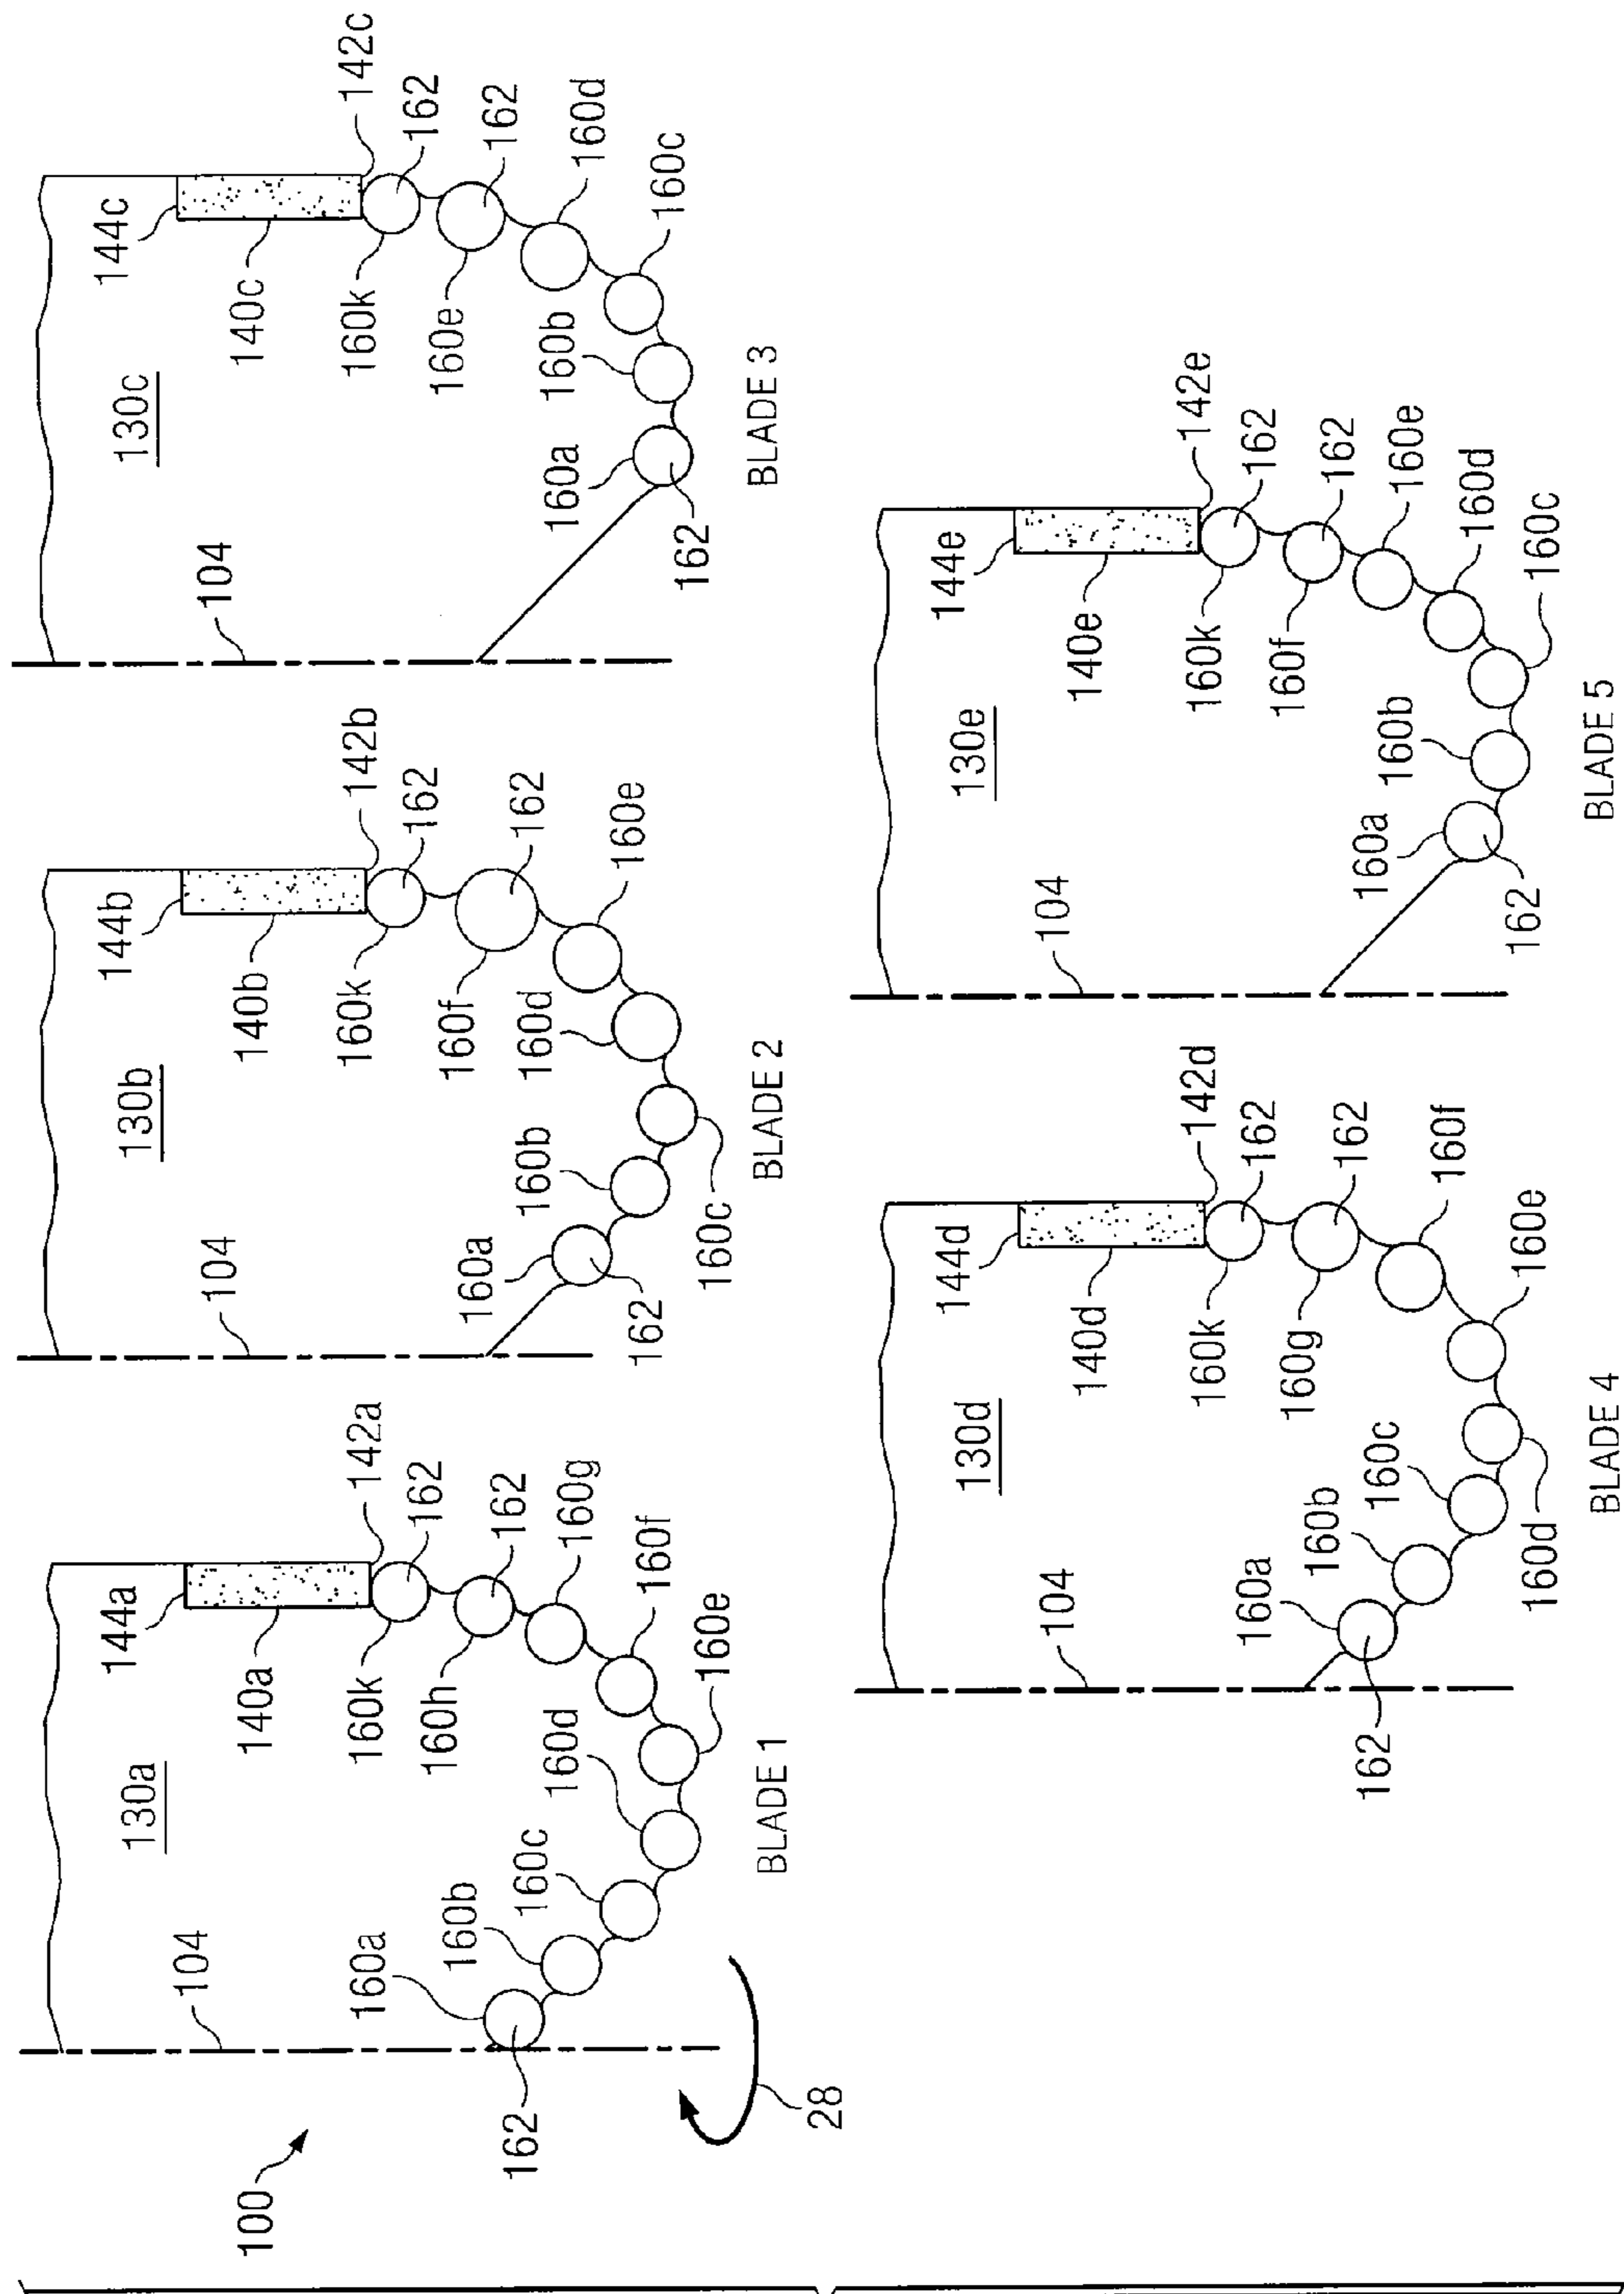 100
28
104
130a
144a
140a
142a
160k
162
160h
162
160g
160f
160e
160d
160c
160b
160a
162
BLADE 1
104
130b
144b
140b
142b
160k
162
160f
162
160e
160d
160c
160b
160a
162
BLADE 2
104
130c
144c
140c
142c
160k
162
160e
162
160d
160c
160b
160a
162
BLADE 3
104
130d
144d
140d
142d
160k
162
160g
162
160f
160e
160d
160c
160b
160a
162
BLADE 4
104
130e
144e
140e
142e
160k
162
160f
162
160e
160d
160c
160b
160a
162
BLADE 5